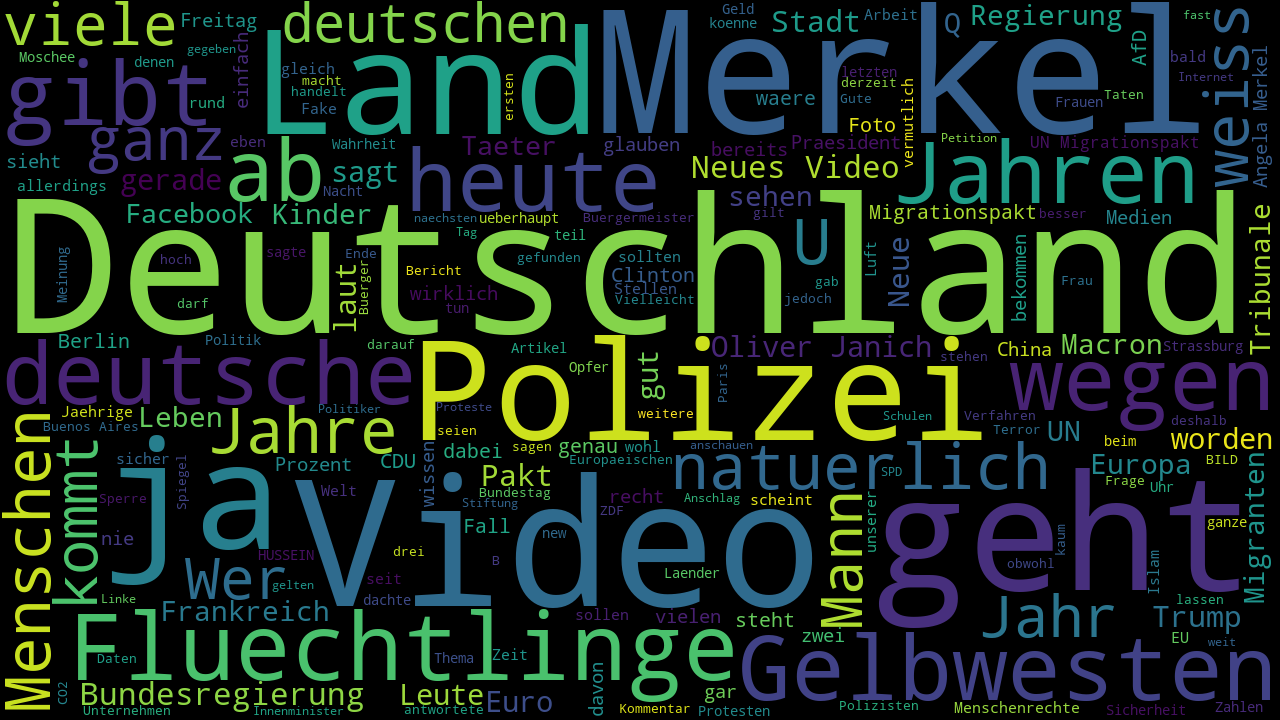 viele
Freitag
deutschen
Land
Merkel
Geld
koenne
Stadt
Arbeit
Q
Regierung
fast
AfD
weiss
Moschee
gegeben
denen
einfach
gleich
macht
handelt
ersten
letzten
derzeit
bald
Internet
Angela Merkel
gibt
rund
Fake
waere
Gute
Frauen
Taten
Foto
vermutlich
ganz
eben
Wahrheit
Taeter
glauben
bereits
Praesident
Petition
UN Migrationspakt
sieht
ab
sagt
heute
Neues Video
Jahren
allerdings
gerade
Nacht
sehen
Facebook
Kinder
naechsten
ueberhaupt
Buergermeister
gilt
Migrationspakt
besser
Medien
Tribunale
Deutschland
Tag
teil
U
Meinung
hoch
sagte
Ende
laut
Buerger
Bericht
gefunden
sollten
Clinton
Stellen
Vielleicht
gab
jedoch
Luft
Neue
bekommen
Frau
darf
wirklich
tun
Berlin
Politik
darauf
Polizei
Artikel
Opfer
gut
Oliver Janich
stehen
China
Macron
Strassburg
deutsche
Paris
wegen
Menschen
Jaehrige
Buenos Aires
Leben
Jahre
Politiker
Proteste
weitere
Schulen
Verfahren
Terror
deshalb
seien
sagen
dabei
genau
wohl
anschauen
UN
beim
worden
kommt
sicher
ja
Prozent
CDU
wissen
Pakt
Europaeischen
natuerlich
SPD
Europa
BILD
Frage
Uhr
Sperre
Spiegel
Welt
Video
Bundestag
Stiftung
recht
Anschlag
scheint
Mann
unserer
geht
Migranten
nie
Fall
ZDF
new
ganze
HUSSEIN
drei
B
kaum
obwohl
Islam
Wer
gelten
seit
Laender
Linke
Frankreich
dachte
sollen
vielen
steht
zwei
Jahr
lassen
Trump
EU
weit
Fluechtlinge
Gelbwesten
Daten
Thema
Zeit
davon
CO2
Bundesregierung
Leute
Euro
gar
Unternehmen
Innenminister
antwortete
Kommentar
Protesten
Polizisten
Menschenrechte
Sicherheit
Zahlen